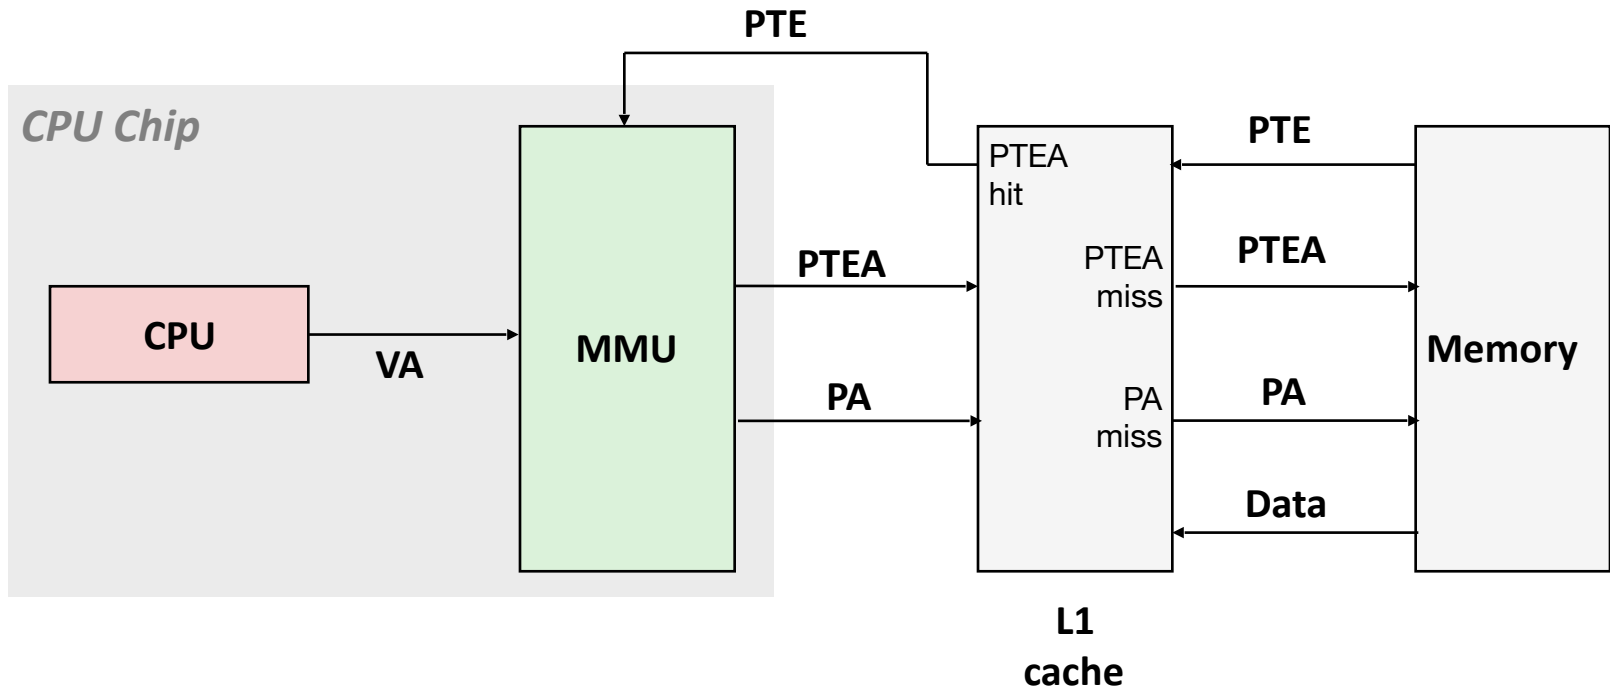 PTE
CPU Chip
PTEA
hit
PTE
PTEA
miss
PTEA
PTEA
CPU
VA
MMU
Memory
PA
PA
miss
PA
Data
L1
cache